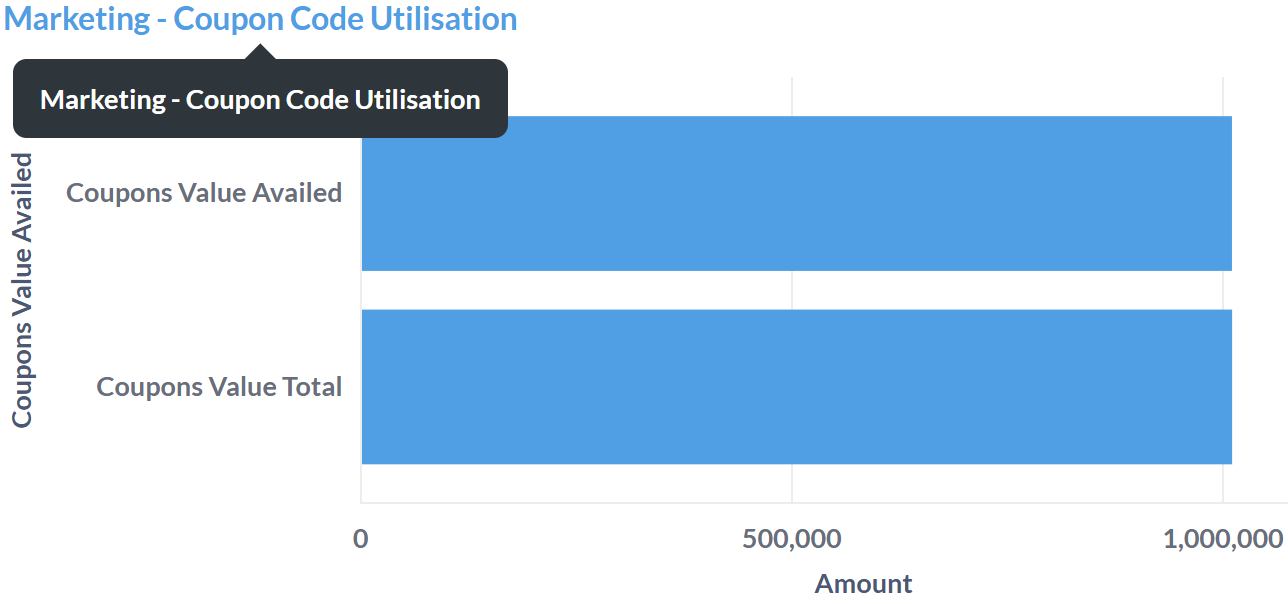 Marketing - Coupon Code Utilisation
Marketing - Coupon Code Utilisation
Coupons Value Availed
Coupons Value Availed
Coupons Value Total
0
500,000
1,000,000
Amount